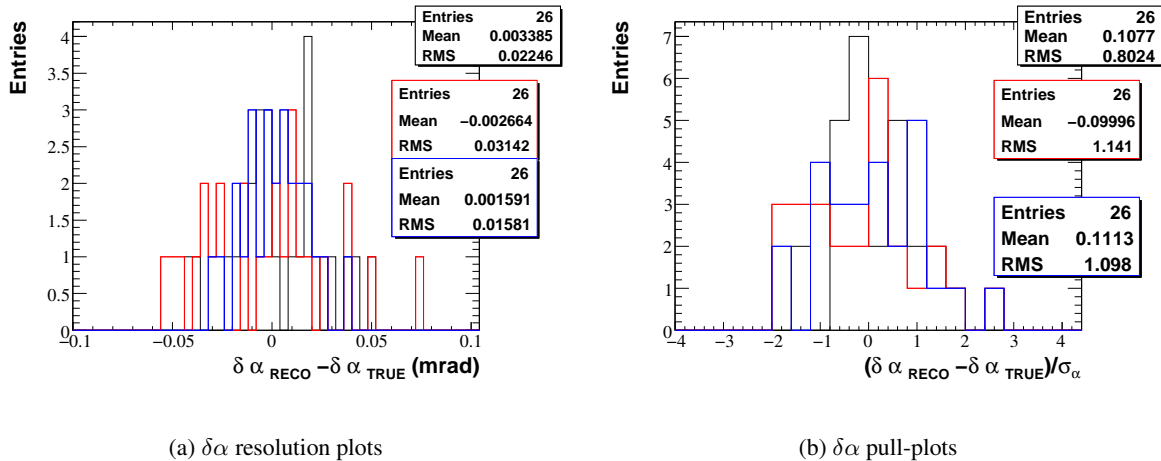 Entries 26
Mean 0.003385
RMS 0.02246
Entries 26
Mean −0.002664
RMS 0.03142
Entries 26
Mean 0.001591
RMS 0.01581
Entries
4
3.5
3
2.5
2
1.5
1
0.5
0
−0.1 −0.05 0 0.05 0.1
δ α RECO −δ α TRUE (mrad)
(a) δα resolution plots
Entries 26
Mean 0.1077
RMS 0.8024
Entries 26
Mean −0.09996
RMS 1.141
Entries 26
Mean 0.1113
RMS 1.098
Entries
7
6
5
4
3
2
1
0
−4 −3 −2 −1 0 1 2 3 4
(δ α RECO −δ α TRUE)/σα
(b) δα pull-plots